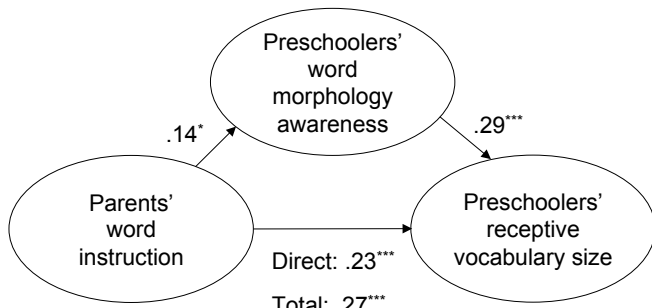 Preschoolers'
word
morphology
awareness
.14*
.29***
Parents'
word
instruction
Preschoolers'
receptive
vocabulary size
Direct: .23***
Total: .27***